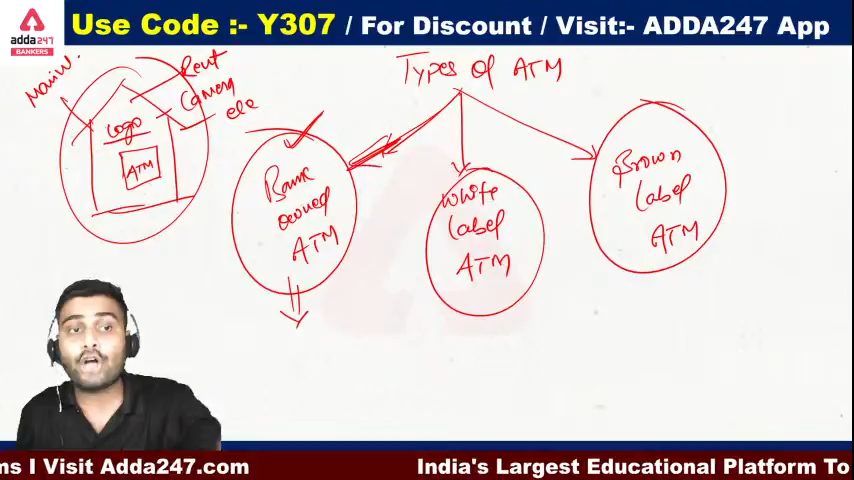 adda247
BANKERS
Use Code :- Y307 / For Discount / Visit:- ADDA247 App
Types of ATM
Rent
Camera
Logo
ATM
Bank
owned
ATM
White
label
ATM
Brown
label
ATM
ms I Visit Adda247.com
India's Largest Educational Platform To